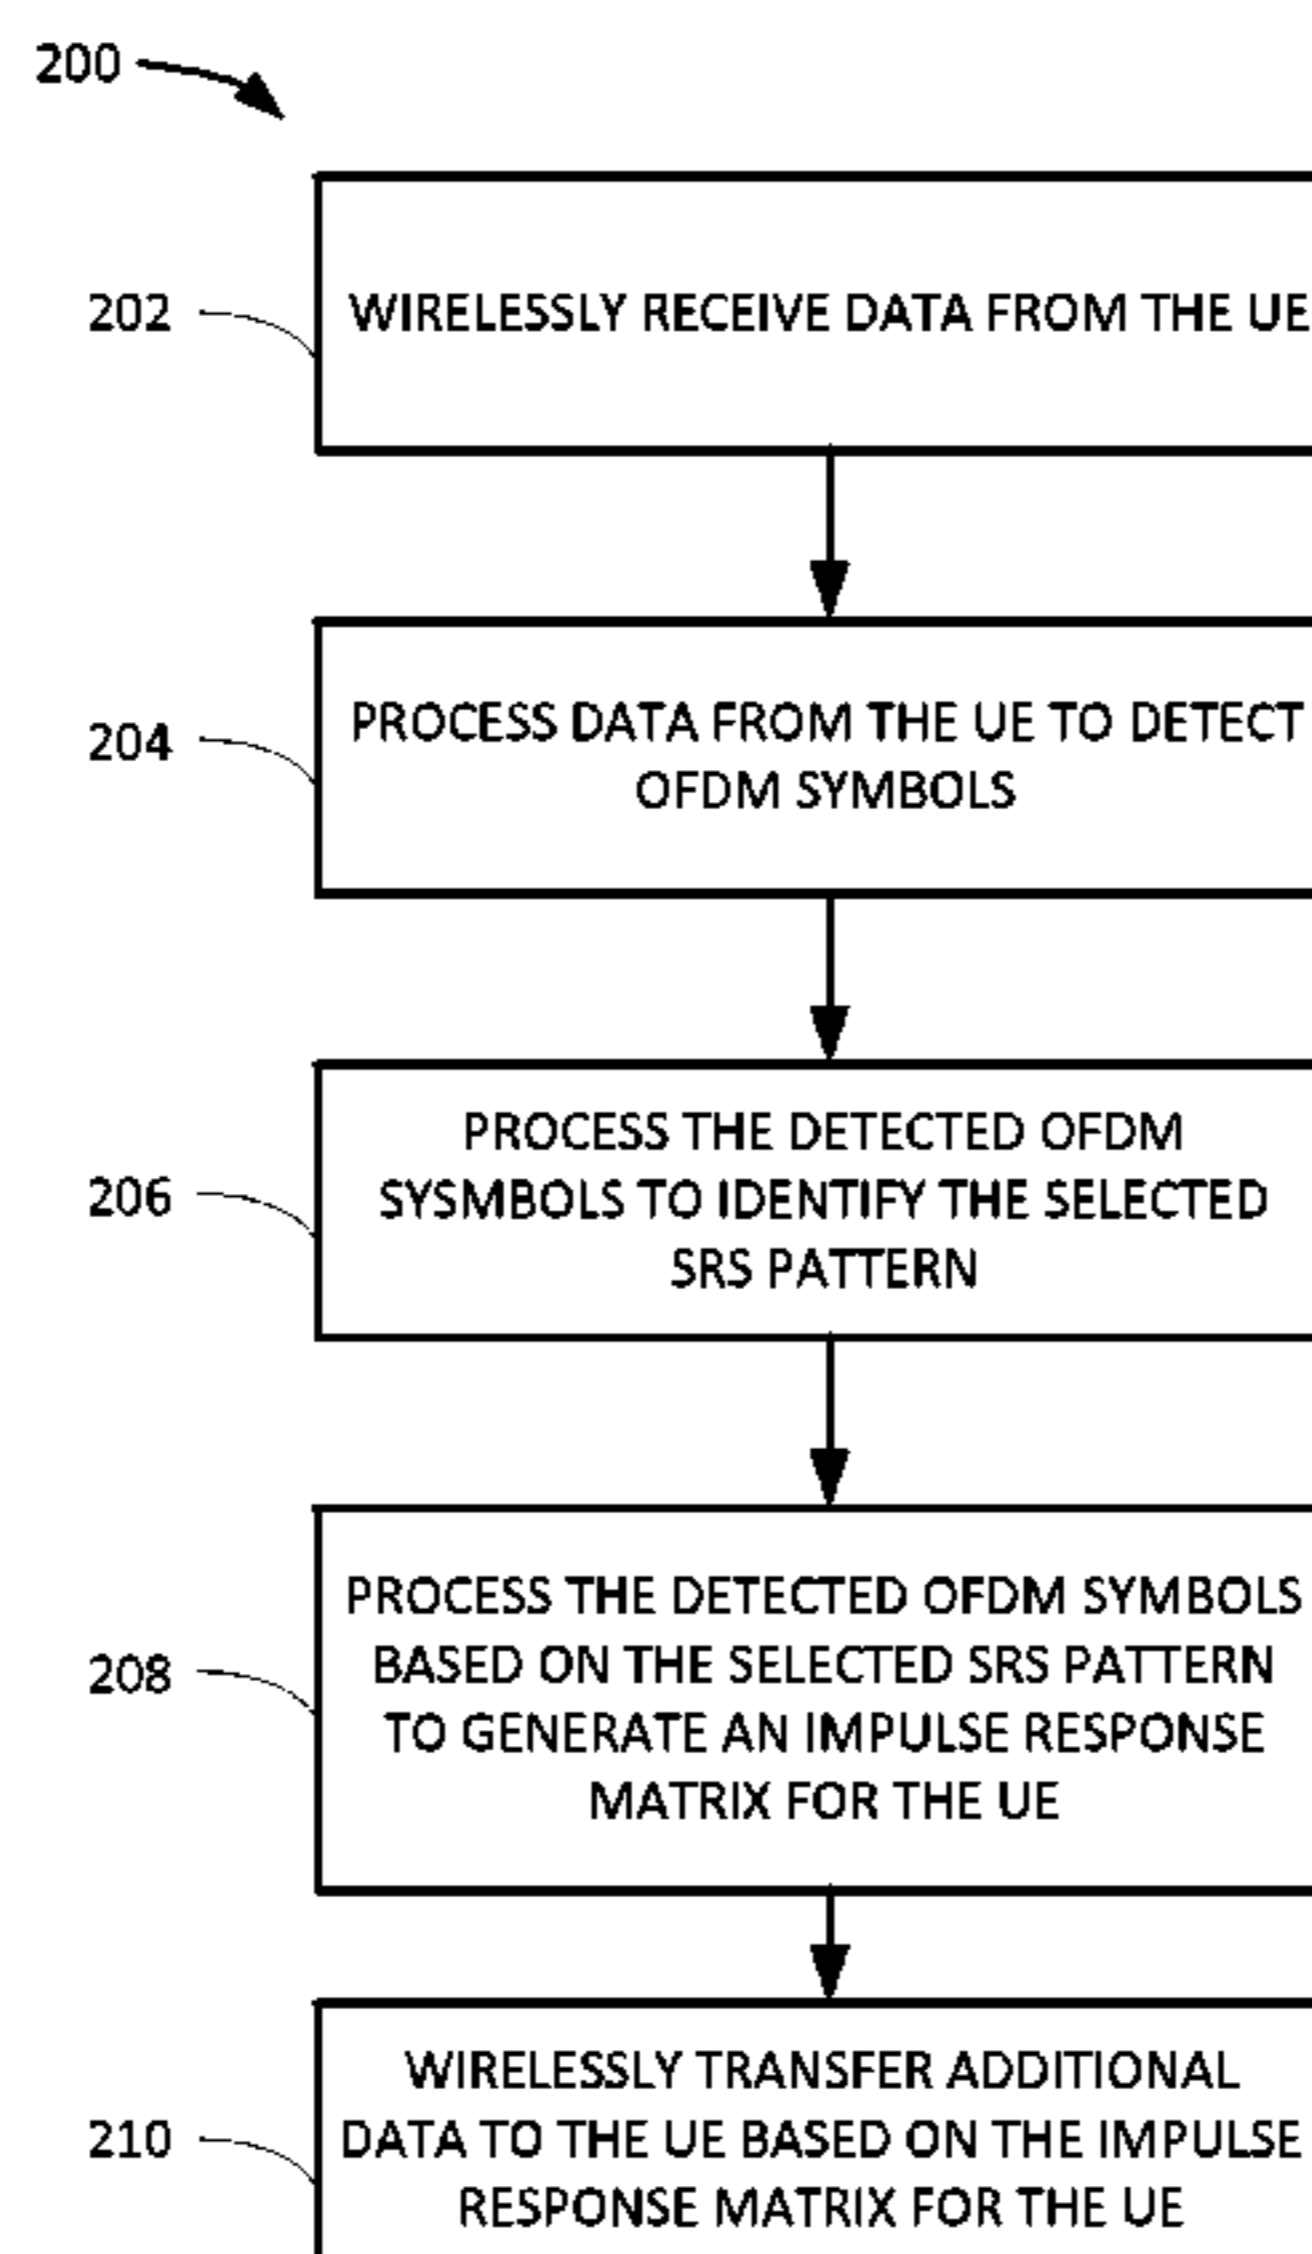 200
202
WIRELESSLY RECEIVE DATA FROM THE UE
204
PROCESS DATA FROM THE UE TO DETECT
OFDM SYMBOLS
206
PROCESS THE DETECTED OFDM
SYSMBOLS TO IDENTIFY THE SELECTED
SRS PATTERN
208
PROCESS THE DETECTED OFDM SYMBOLS
BASED ON THE SELECTED SRS PATTERN
TO GENERATE AN IMPULSE RESPONSE
MATRIX FOR THE UE
210
WIRELESSLY TRANSFER ADDITIONAL
DATA TO THE UE BASED ON THE IMPULSE
RESPONSE MATRIX FOR THE UE